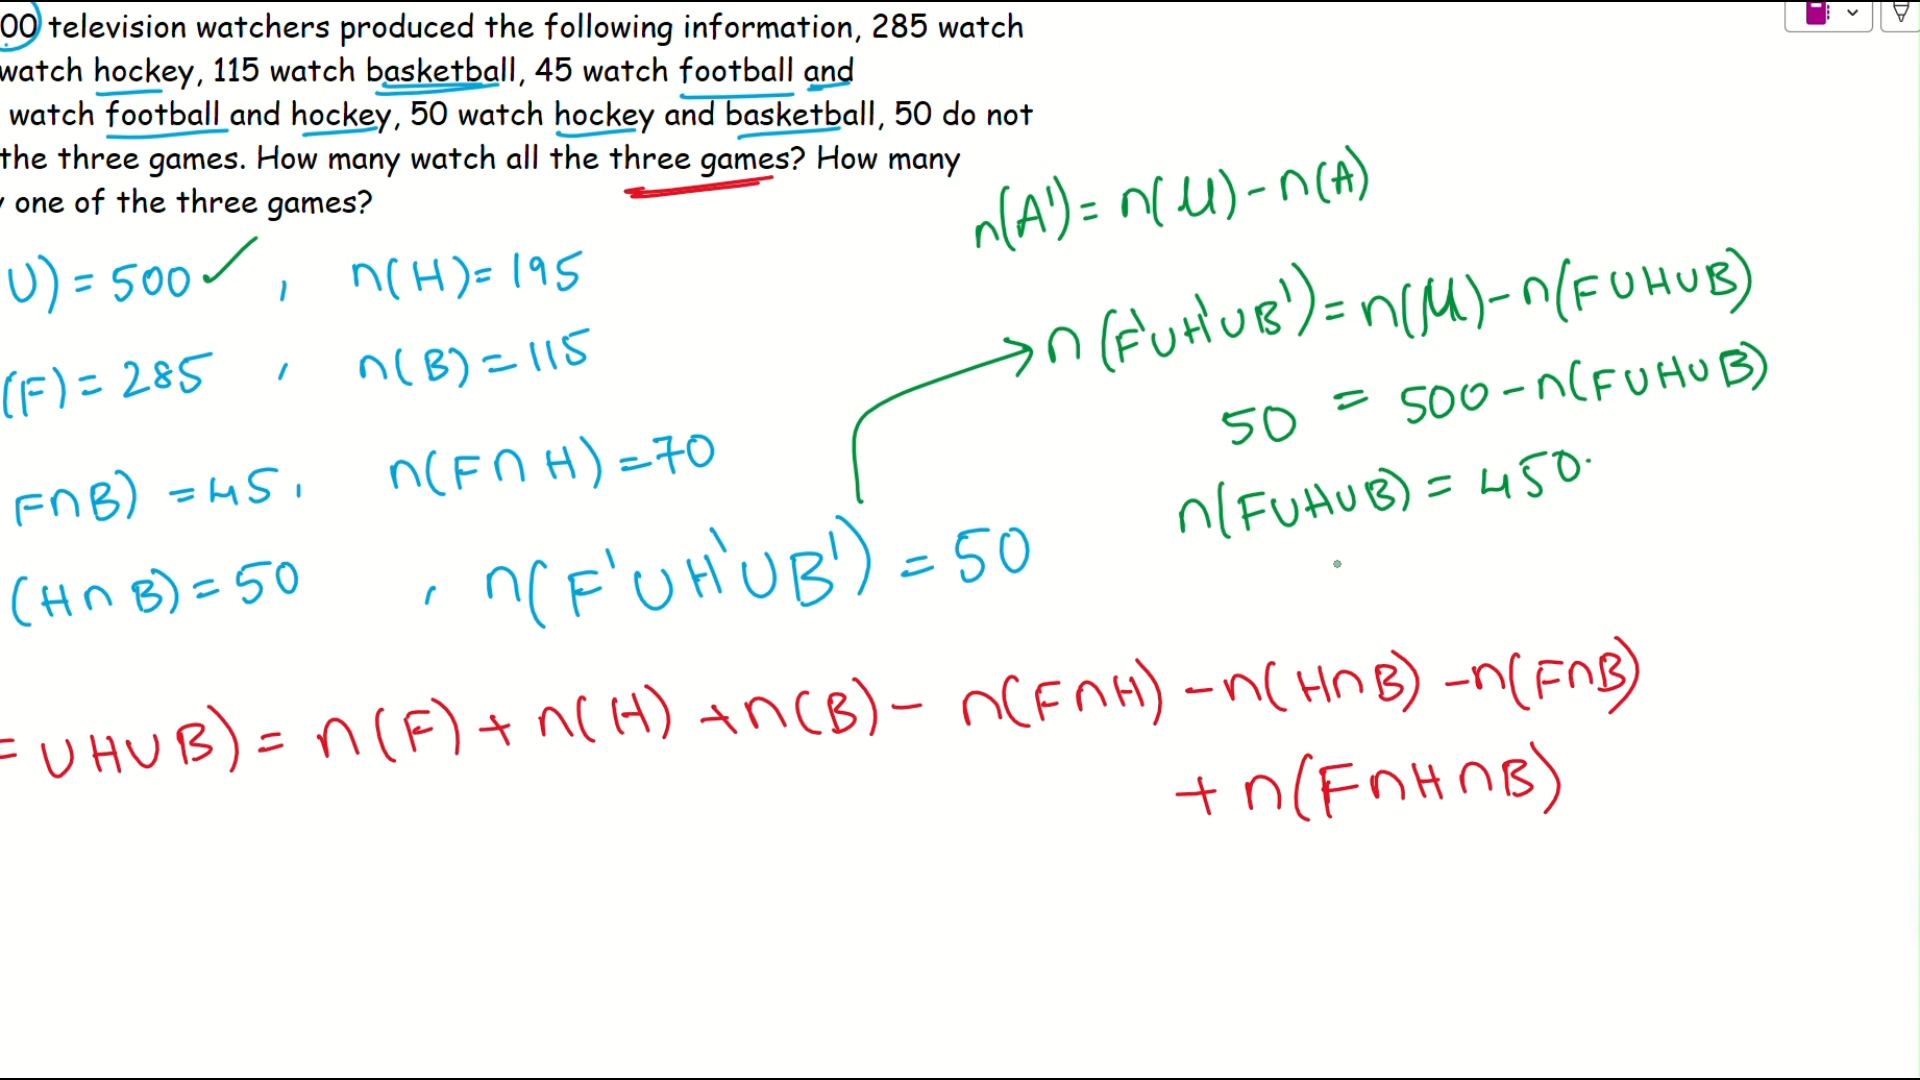 00 television watchers produced the following information, 285 watch
watch hockey, 115 watch basketball, 45 watch football and
watch football and hockey, 50 watch hockey and basketball, 50 do not
the three games. How many watch all the three games? How many
one of the three games?
n(A') = n(U) - n(A)
U) = 500 , n(H) = 195
n(F'UH'UB') = n(U) - n(FUHUB)
(F) = 285 , n(B) = 115
50 = 500 - n(FUHUB)
F∩B) = 45, n(F∩H) = 70
n(FUHUB) = 450.
(H∩B) = 50 , n(F'UH'UB') = 50
UHUB) = n(F) + n(H) + n(B) - n(F∩H) - n(H∩B) - n(F∩B)
+ n(F∩H∩B)